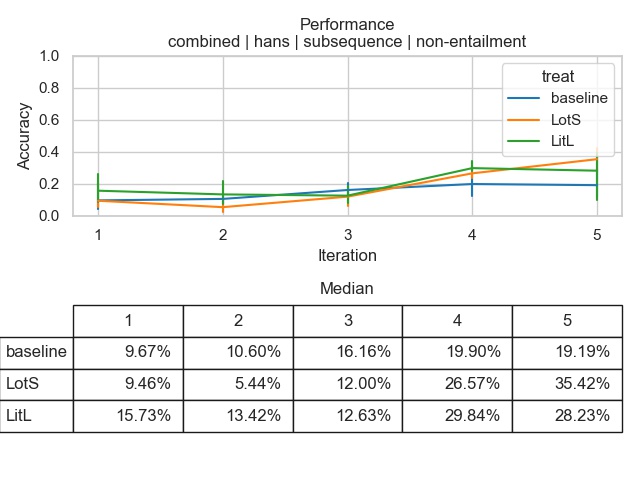 Performance
combined | hans | subsequence | non-entailment
1.0
0.8
0.6
0.4
0.2
0.0
Accuracy
treat
baseline
LotS
LitL
1 2 3 4 5
Iteration
Median
1 2 3 4 5
baseline 9.67% 10.60% 16.16% 19.90% 19.19%
LotS 9.46% 5.44% 12.00% 26.57% 35.42%
LitL 15.73% 13.42% 12.63% 29.84% 28.23%